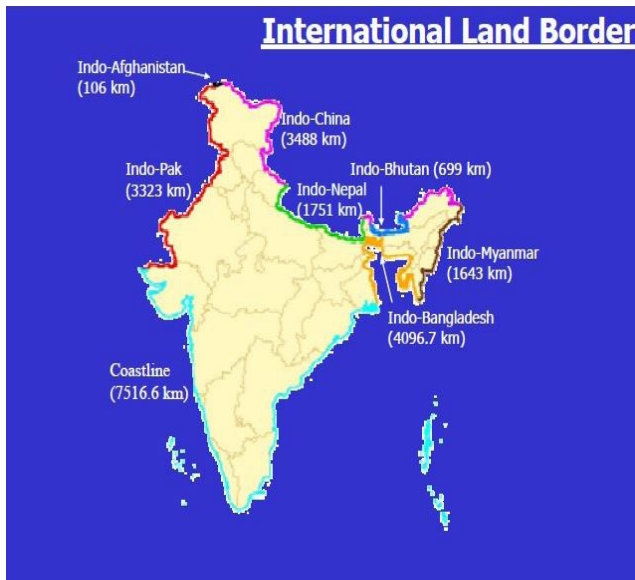 International Land Border
Indo-Afghanistan
(106 km)
Indo-China
(3488 km)
Indo-Pak
(3323 km)
Indo-Nepal
(1751 km)
Indo-Bhutan (699 km)
Indo-Myanmar
(1643 km)
Indo-Bangladesh
(4096.7 km)
Coastline
(7516.6 km)